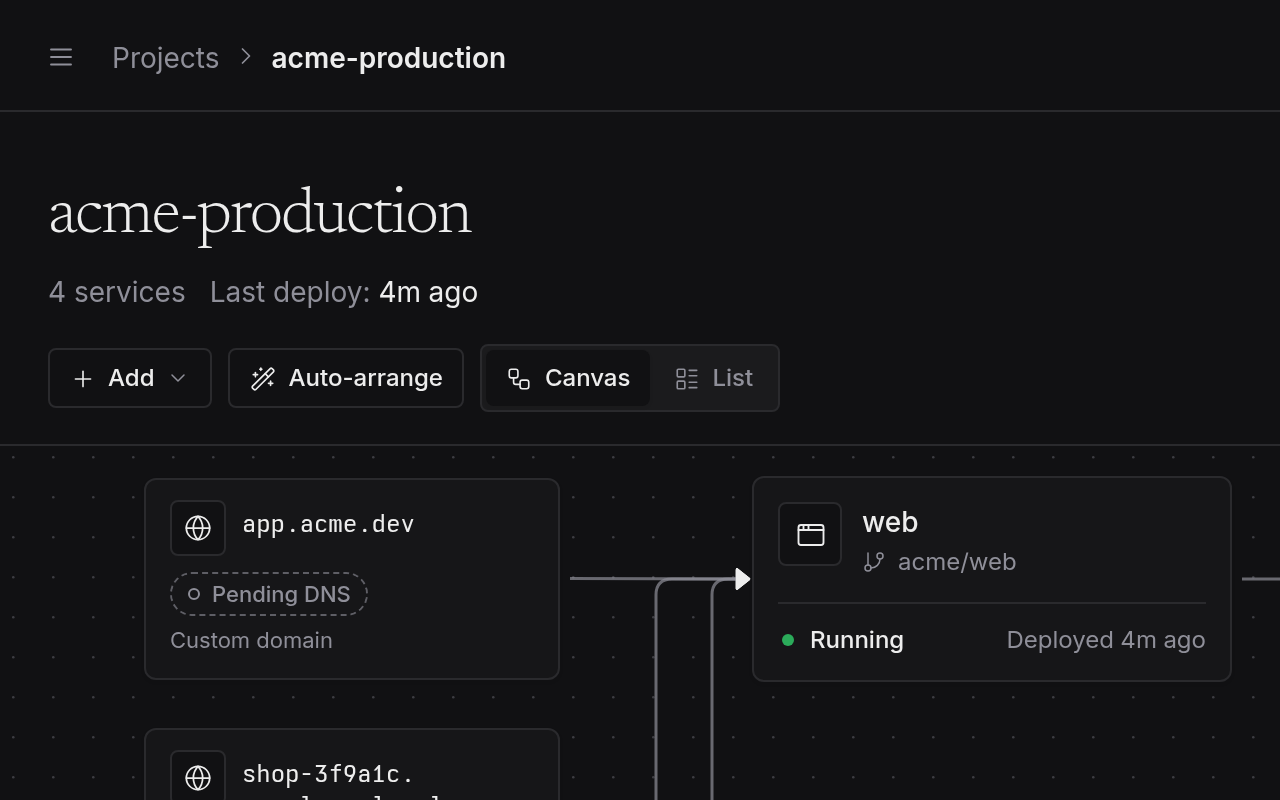 Projects > acme-production
acme-production
4 services Last deploy: 4m ago
Add Auto-arrange Canvas List
app.acme.dev
Pending DNS
Custom domain
web
acme/web
Running Deployed 4m ago
shop-3f9a1c.